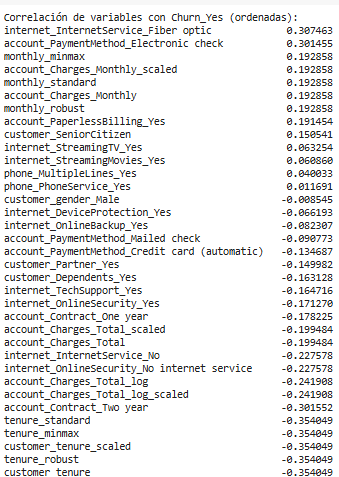 Correlación de variables con Churn_Yes (ordenadas):
internet_InternetService_Fiber optic 0.307463
account_PaymentMethod_Electronic check 0.301455
monthly_minmax 0.192858
account_Charges_Monthly_scaled 0.192858
monthly_standard 0.192858
account_Charges_Monthly 0.192858
monthly_robust 0.192858
account_PaperlessBilling_Yes 0.191454
customer_SeniorCitizen 0.150541
internet_StreamingTV_Yes 0.063254
internet_StreamingMovies_Yes 0.060860
phone_MultipleLines_Yes 0.040033
phone_PhoneService_Yes 0.011691
customer_gender_Male -0.008545
internet_DeviceProtection_Yes -0.066193
internet_OnlineBackup_Yes -0.082307
account_PaymentMethod_Mailed check -0.090773
account_PaymentMethod_Credit card (automatic) -0.134687
customer_Partner_Yes -0.149982
customer_Dependents_Yes -0.163128
internet_TechSupport_Yes -0.164716
internet_OnlineSecurity_Yes -0.171270
account_Contract_One year -0.178225
account_Charges_Total_scaled -0.199484
account_Charges_Total -0.199484
internet_InternetService_No -0.227578
internet_OnlineSecurity_No internet service -0.227578
account_Charges_Total_log -0.241908
account_Charges_Total_log_scaled -0.241908
account_Contract_Two year -0.301552
tenure_standard -0.354049
tenure_minmax -0.354049
customer_tenure_scaled -0.354049
tenure_robust -0.354049
customer tenure -0.354049